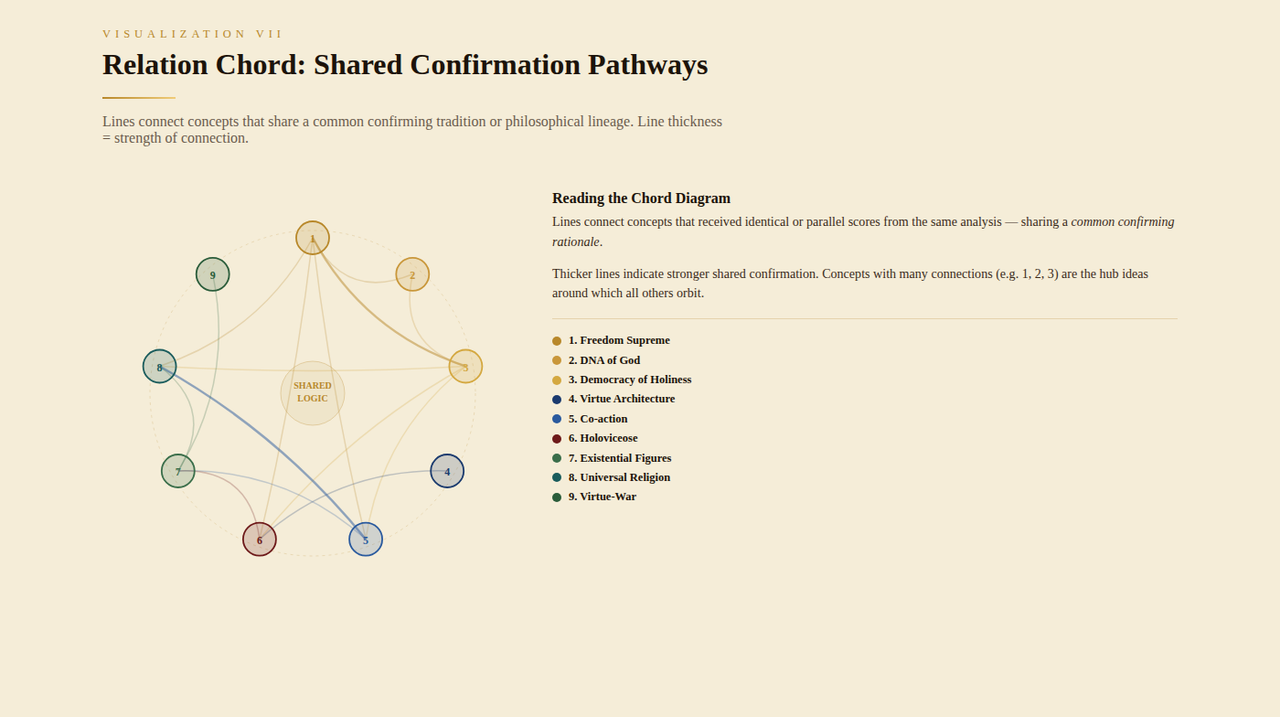 VISUALIZATION VII
Relation Chord: Shared Confirmation Pathways
Lines connect concepts that share a common confirming tradition or philosophical lineage. Line thickness
= strength of connection.
1
2
3
4
5
6
7
8
9
SHARED
LOGIC
Reading the Chord Diagram
Lines connect concepts that received identical or parallel scores from the same analysis — sharing a common confirming
rationale.
Thicker lines indicate stronger shared confirmation. Concepts with many connections (e.g. 1, 2, 3) are the hub ideas
around which all others orbit.
1. Freedom Supreme
2. DNA of God
3. Democracy of Holiness
4. Virtue Architecture
5. Co-action
6. Holoviceose
7. Existential Figures
8. Universal Religion
9. Virtue-War